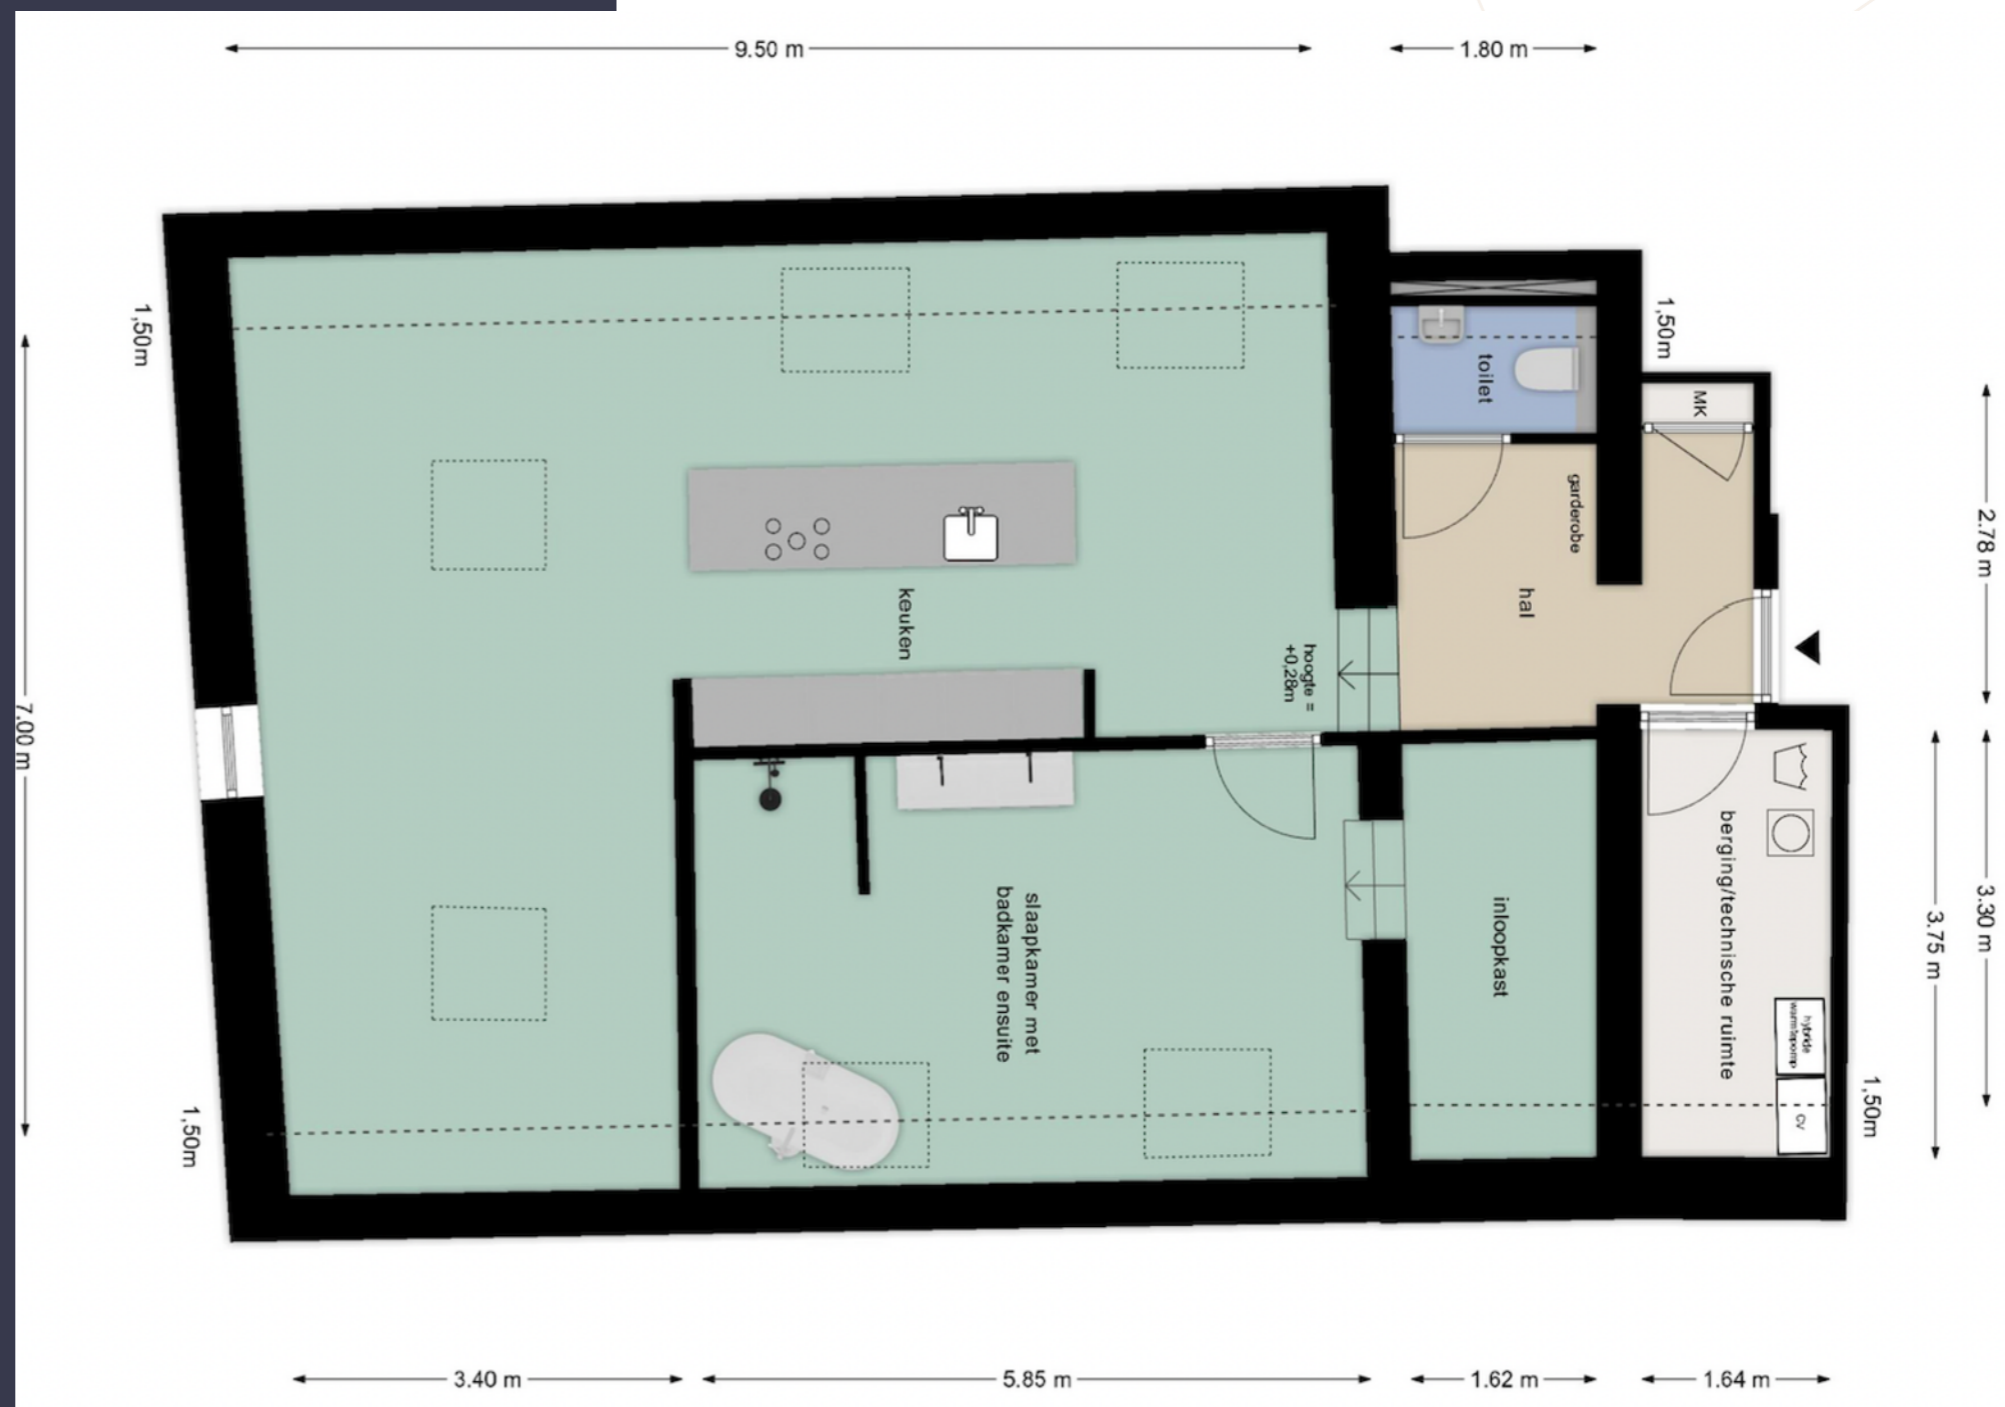 9.50 m
1.80 m
1,50m
1,50m
toilet
MK
garderobe
2.78 m
keuken
hal
hoogte =
+0,28m
7.00 m
berging/technische ruimte
slaapkamer met
badkamer ensuite
inloopkast
3.30 m
3.75 m
hybride
warmtepomp
CV
1,50m
1,50m
3.40 m
5.85 m
1.62 m
1.64 m